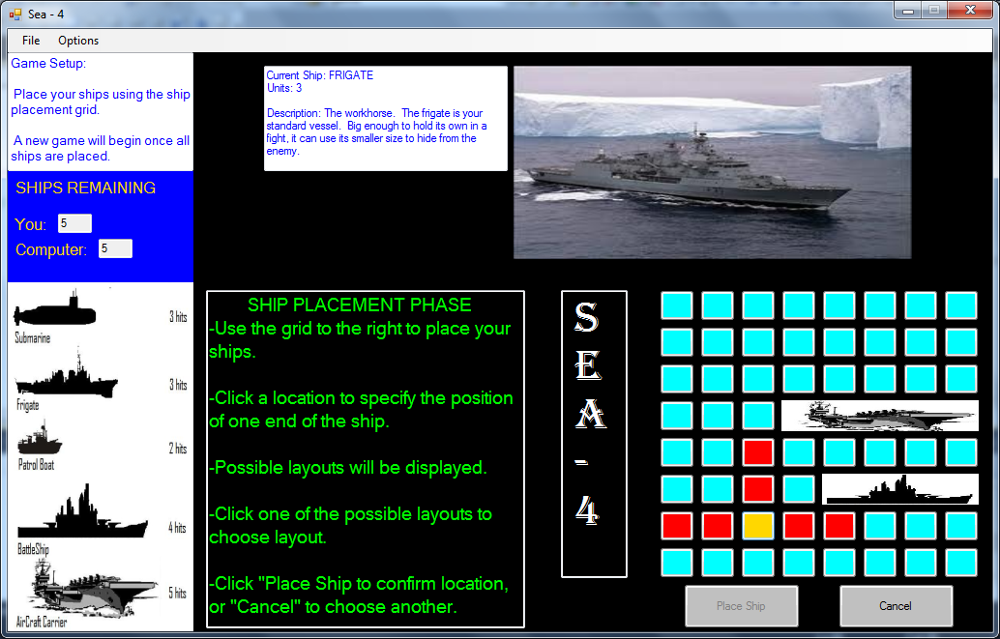 Sea - 4
File Options
Game Setup:
Place your ships using the ship
placement grid.
A new game will begin once all
ships are placed.
SHIPS REMAINING
You: 5
Computer: 5
3 hits
Submarine
3 hits
Frigate
2 hits
Patrol Boat
4 hits
BattleShip
5 hits
AirCraft Carrier
Current Ship: FRIGATE
Units: 3
Description: The workhorse. The frigate is your
standard vessel. Big enough to hold its own in a
fight, it can use its smaller size to hide from the
enemy.
SHIP PLACEMENT PHASE
-Use the grid to the right to place your
ships.
-Click a location to specify the position
of one end of the ship.
-Possible layouts will be displayed.
-Click one of the possible layouts to
choose layout.
-Click "Place Ship to confirm location,
or "Cancel" to choose another.
S
E
A
-
4
Place Ship
Cancel